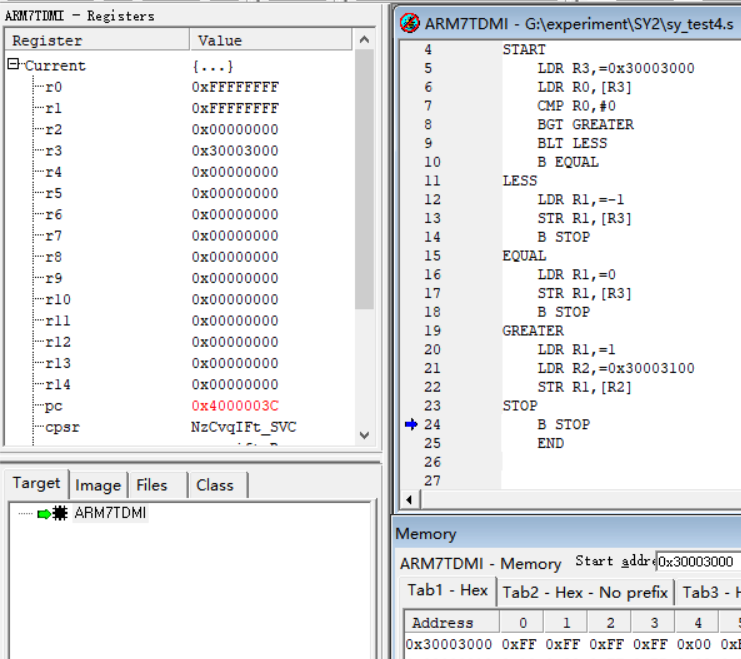 ARM7TDMI - Registers
Register Value
Current {...}
r0 0xFFFFFFFF
r1 0xFFFFFFFF
r2 0x00000000
r3 0x30003000
r4 0x00000000
r5 0x00000000
r6 0x00000000
r7 0x00000000
r8 0x00000000
r9 0x00000000
r10 0x00000000
r11 0x00000000
r12 0x00000000
r13 0x00000000
r14 0x00000000
pc 0x4000003C
cpsr NzCvqIFt_SVC
Target Image Files Class
ARM7TDMI
ARM7TDMI - G:\experiment\SY2\sy_test4.s
4 START
5 LDR R3,=0x30003000
6 LDR R0,[R3]
7 CMP R0,#0
8 BGT GREATER
9 BLT LESS
10 B EQUAL
11 LESS
12 LDR R1,=-1
13 STR R1,[R3]
14 B STOP
15 EQUAL
16 LDR R1,=0
17 STR R1,[R3]
18 B STOP
19 GREATER
20 LDR R1,=1
21 LDR R2,=0x30003100
22 STR R1,[R2]
23 STOP
24 B STOP
25 END
26
27
Memory
ARM7TDMI - Memory Start addre 0x30003000
Tab1 - Hex Tab2 - Hex - No prefix Tab3 - H
Address 0 1 2 3 4
0x30003000 0xFF 0xFF 0xFF 0xFF 0x00